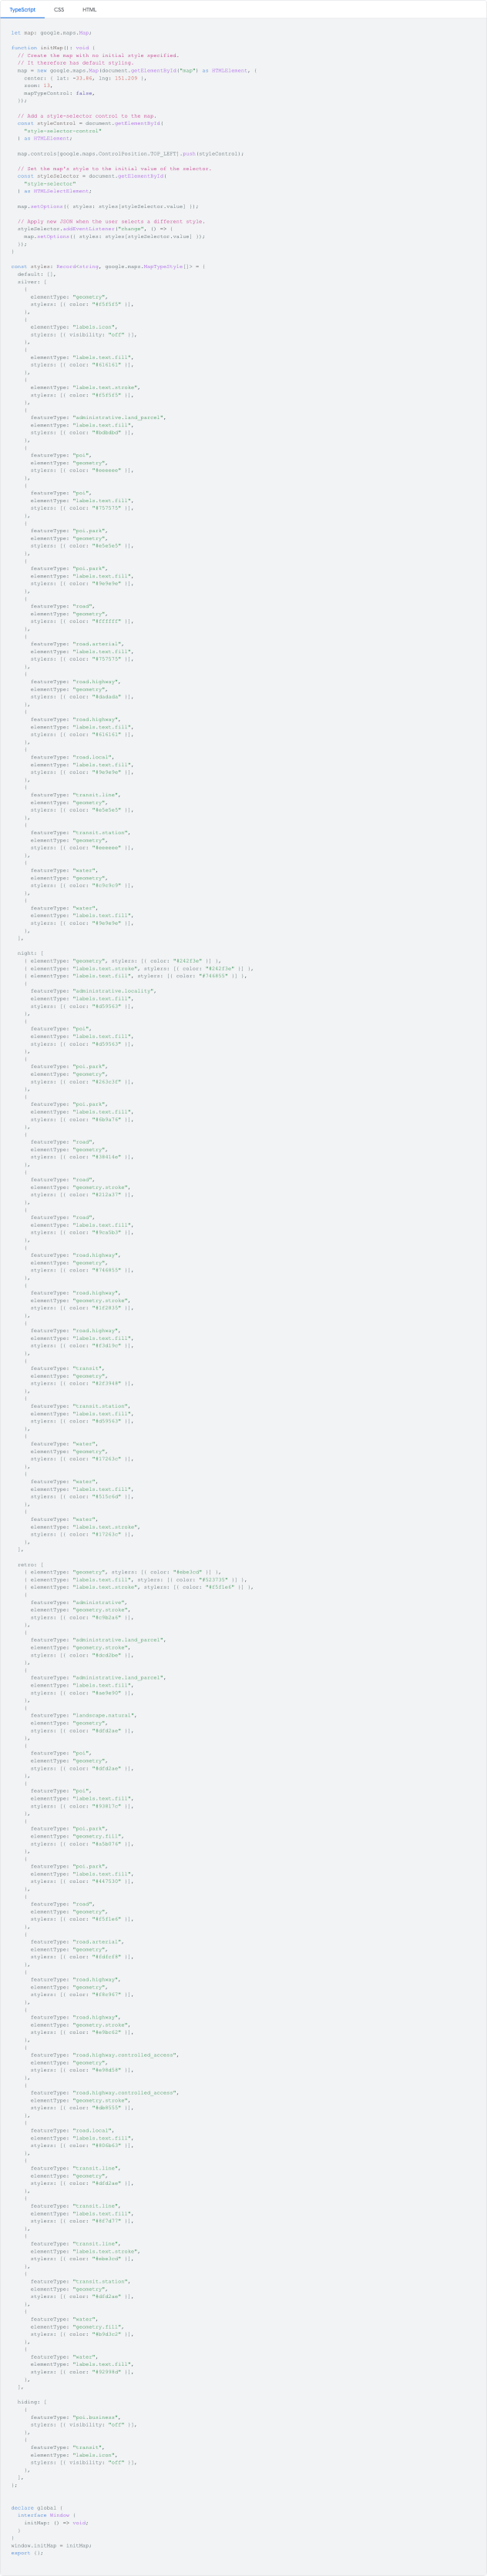 TypeScript CSS HTML
let map: google.maps.Map;
function initMap(): void {
// Create the map with no initial style specified.
// It therefore has default styling.
map = new google.maps.Map(document.getElementById("map") as HTMLElement, {
center: { lat: -33.86, lng: 151.209 },
zoom: 13,
mapTypeControl: false,
});
// Add a style-selector control to the map.
const styleControl = document.getElementById(
"style-selector-control"
) as HTMLElement;
map.controls[google.maps.ControlPosition.TOP_LEFT].push(styleControl);
// Set the map's style to the initial value of the selector.
const styleSelector = document.getElementById(
"style-selector"
) as HTMLSelectElement;
map.setOptions({ styles: styles[styleSelector.value] });
// Apply new JSON when the user selects a different style.
styleSelector.addEventListener("change", () => {
map.setOptions({ styles: styles[styleSelector.value] });
});
}
const styles: Record<string, google.maps.MapTypeStyle[]> = {
default: [],
silver: [
{
elementType: "geometry",
stylers: [{ color: "#f5f5f5" }],
},
{
elementType: "labels.icon",
stylers: [{ visibility: "off" }],
},
{
elementType: "labels.text.fill",
stylers: [{ color: "#616161" }],
},
{
elementType: "labels.text.stroke",
stylers: [{ color: "#f5f5f5" }],
},
{
featureType: "administrative.land_parcel",
elementType: "labels.text.fill",
stylers: [{ color: "#bdbdbd" }],
},
{
featureType: "poi",
elementType: "geometry",
stylers: [{ color: "#eeeeee" }],
},
{
featureType: "poi",
elementType: "labels.text.fill",
stylers: [{ color: "#757575" }],
},
{
featureType: "poi.park",
elementType: "geometry",
stylers: [{ color: "#e5e5e5" }],
},
{
featureType: "poi.park",
elementType: "labels.text.fill",
stylers: [{ color: "#9e9e9e" }],
},
{
featureType: "road",
elementType: "geometry",
stylers: [{ color: "#ffffff" }],
},
{
featureType: "road.arterial",
elementType: "labels.text.fill",
stylers: [{ color: "#757575" }],
},
{
featureType: "road.highway",
elementType: "geometry",
stylers: [{ color: "#dadada" }],
},
{
featureType: "road.highway",
elementType: "labels.text.fill",
stylers: [{ color: "#616161" }],
},
{
featureType: "road.local",
elementType: "labels.text.fill",
stylers: [{ color: "#9e9e9e" }],
},
{
featureType: "transit.line",
elementType: "geometry",
stylers: [{ color: "#e5e5e5" }],
},
{
featureType: "transit.station",
elementType: "geometry",
stylers: [{ color: "#eeeeee" }],
},
{
featureType: "water",
elementType: "geometry",
stylers: [{ color: "#c9c9c9" }],
},
{
featureType: "water",
elementType: "labels.text.fill",
stylers: [{ color: "#9e9e9e" }],
},
],
night: [
{ elementType: "geometry", stylers: [{ color: "#242f3e" }] },
{ elementType: "labels.text.stroke", stylers: [{ color: "#242f3e" }] },
{ elementType: "labels.text.fill", stylers: [{ color: "#746855" }] },
{
featureType: "administrative.locality",
elementType: "labels.text.fill",
stylers: [{ color: "#d59563" }],
},
{
featureType: "poi",
elementType: "labels.text.fill",
stylers: [{ color: "#d59563" }],
},
{
featureType: "poi.park",
elementType: "geometry",
stylers: [{ color: "#263c3f" }],
},
{
featureType: "poi.park",
elementType: "labels.text.fill",
stylers: [{ color: "#6b9a76" }],
},
{
featureType: "road",
elementType: "geometry",
stylers: [{ color: "#38414e" }],
},
{
featureType: "road",
elementType: "geometry.stroke",
stylers: [{ color: "#212a37" }],
},
{
featureType: "road",
elementType: "labels.text.fill",
stylers: [{ color: "#9ca5b3" }],
},
{
featureType: "road.highway",
elementType: "geometry",
stylers: [{ color: "#746855" }],
},
{
featureType: "road.highway",
elementType: "geometry.stroke",
stylers: [{ color: "#1f2835" }],
},
{
featureType: "road.highway",
elementType: "labels.text.fill",
stylers: [{ color: "#f3d19c" }],
},
{
featureType: "transit",
elementType: "geometry",
stylers: [{ color: "#2f3948" }],
},
{
featureType: "transit.station",
elementType: "labels.text.fill",
stylers: [{ color: "#d59563" }],
},
{
featureType: "water",
elementType: "geometry",
stylers: [{ color: "#17263c" }],
},
{
featureType: "water",
elementType: "labels.text.fill",
stylers: [{ color: "#515c6d" }],
},
{
featureType: "water",
elementType: "labels.text.stroke",
stylers: [{ color: "#17263c" }],
},
],
retro: [
{ elementType: "geometry", stylers: [{ color: "#ebe3cd" }] },
{ elementType: "labels.text.fill", stylers: [{ color: "#523735" }] },
{ elementType: "labels.text.stroke", stylers: [{ color: "#f5f1e6" }] },
{
featureType: "administrative",
elementType: "geometry.stroke",
stylers: [{ color: "#c9b2a6" }],
},
{
featureType: "administrative.land_parcel",
elementType: "geometry.stroke",
stylers: [{ color: "#dcd2be" }],
},
{
featureType: "administrative.land_parcel",
elementType: "labels.text.fill",
stylers: [{ color: "#ae9e90" }],
},
{
featureType: "landscape.natural",
elementType: "geometry",
stylers: [{ color: "#dfd2ae" }],
},
{
featureType: "poi",
elementType: "geometry",
stylers: [{ color: "#dfd2ae" }],
},
{
featureType: "poi",
elementType: "labels.text.fill",
stylers: [{ color: "#93817c" }],
},
{
featureType: "poi.park",
elementType: "geometry.fill",
stylers: [{ color: "#a5b076" }],
},
{
featureType: "poi.park",
elementType: "labels.text.fill",
stylers: [{ color: "#447530" }],
},
{
featureType: "road",
elementType: "geometry",
stylers: [{ color: "#f5f1e6" }],
},
{
featureType: "road.arterial",
elementType: "geometry",
stylers: [{ color: "#fdfcf8" }],
},
{
featureType: "road.highway",
elementType: "geometry",
stylers: [{ color: "#f8c967" }],
},
{
featureType: "road.highway",
elementType: "geometry.stroke",
stylers: [{ color: "#e9bc62" }],
},
{
featureType: "road.highway.controlled_access",
elementType: "geometry",
stylers: [{ color: "#e98d58" }],
},
{
featureType: "road.highway.controlled_access",
elementType: "geometry.stroke",
stylers: [{ color: "#db8555" }],
},
{
featureType: "road.local",
elementType: "labels.text.fill",
stylers: [{ color: "#806b63" }],
},
{
featureType: "transit.line",
elementType: "geometry",
stylers: [{ color: "#dfd2ae" }],
},
{
featureType: "transit.line",
elementType: "labels.text.fill",
stylers: [{ color: "#8f7d77" }],
},
{
featureType: "transit.line",
elementType: "labels.text.stroke",
stylers: [{ color: "#ebe3cd" }],
},
{
featureType: "transit.station",
elementType: "geometry",
stylers: [{ color: "#dfd2ae" }],
},
{
featureType: "water",
elementType: "geometry.fill",
stylers: [{ color: "#b9d3c2" }],
},
{
featureType: "water",
elementType: "labels.text.fill",
stylers: [{ color: "#92998d" }],
},
],
hiding: [
{
featureType: "poi.business",
stylers: [{ visibility: "off" }],
},
{
featureType: "transit",
elementType: "labels.icon",
stylers: [{ visibility: "off" }],
},
],
};
declare global {
interface Window {
initMap: () => void;
}
}
window.initMap = initMap;
export {};